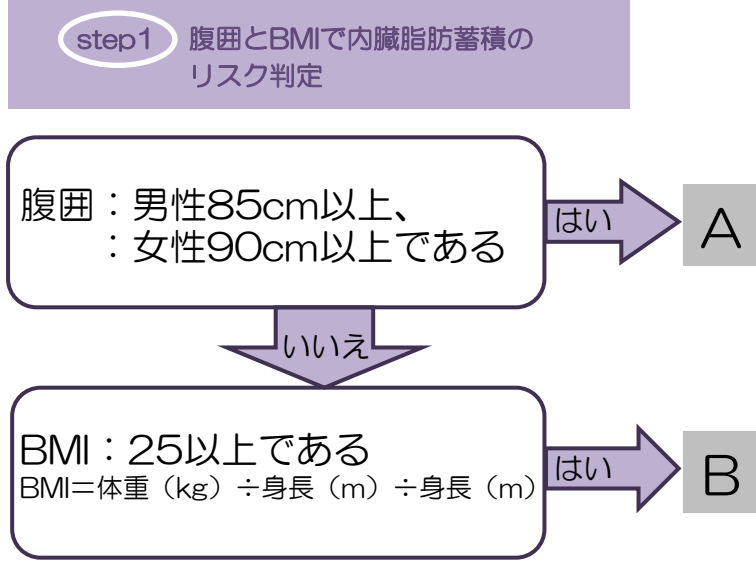 step1 腹囲とBMIで内臓脂肪蓄積の
リスク判定
腹囲：男性85cm以上、
：女性90cm以上である
はい
A
いいえ
BMI：25以上である
BMI＝体重（kg）÷身長（m）÷身長（m）
はい
B